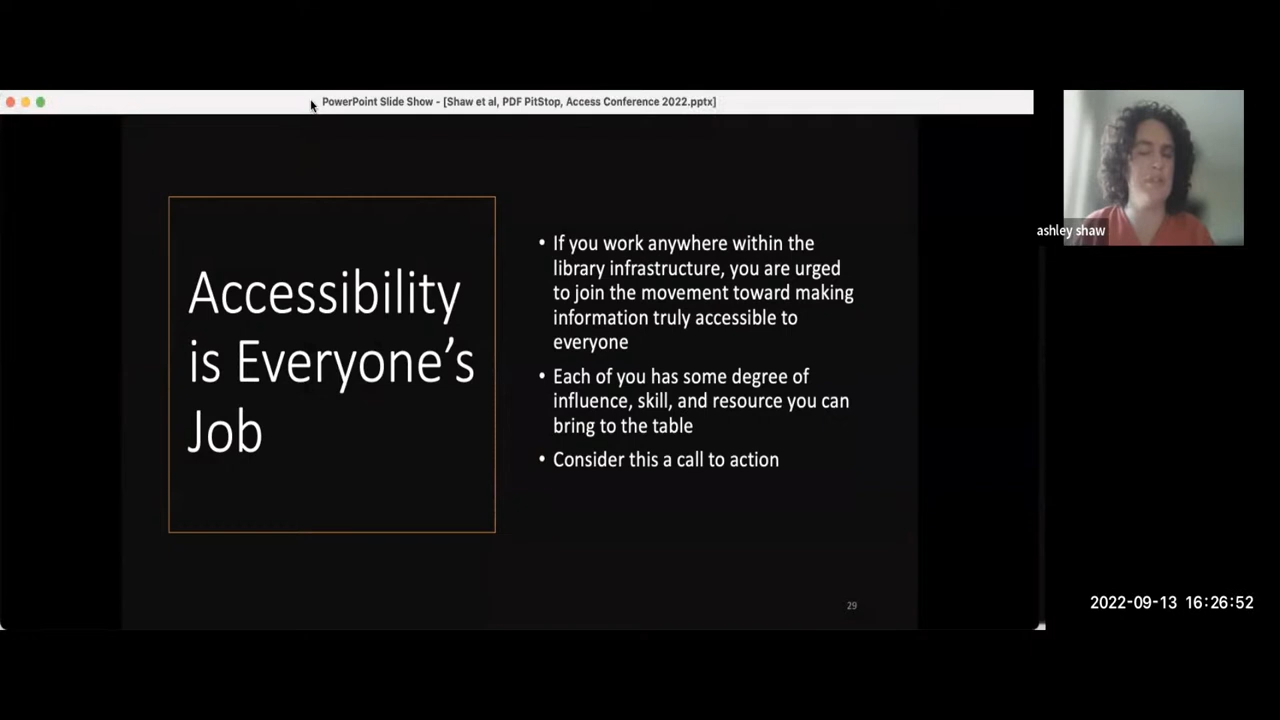 PowerPoint Slide Show - [Shaw et al, PDF PitStop, Access Conference 2022.pptx]
ashley shaw
Accessibility
is Everyone's
Job
• If you work anywhere within the
library infrastructure, you are urged
to join the movement toward making
information truly accessible to
everyone
• Each of you has some degree of
influence, skill, and resource you can
bring to the table
• Consider this a call to action
29
2022-09-13 16:26:52